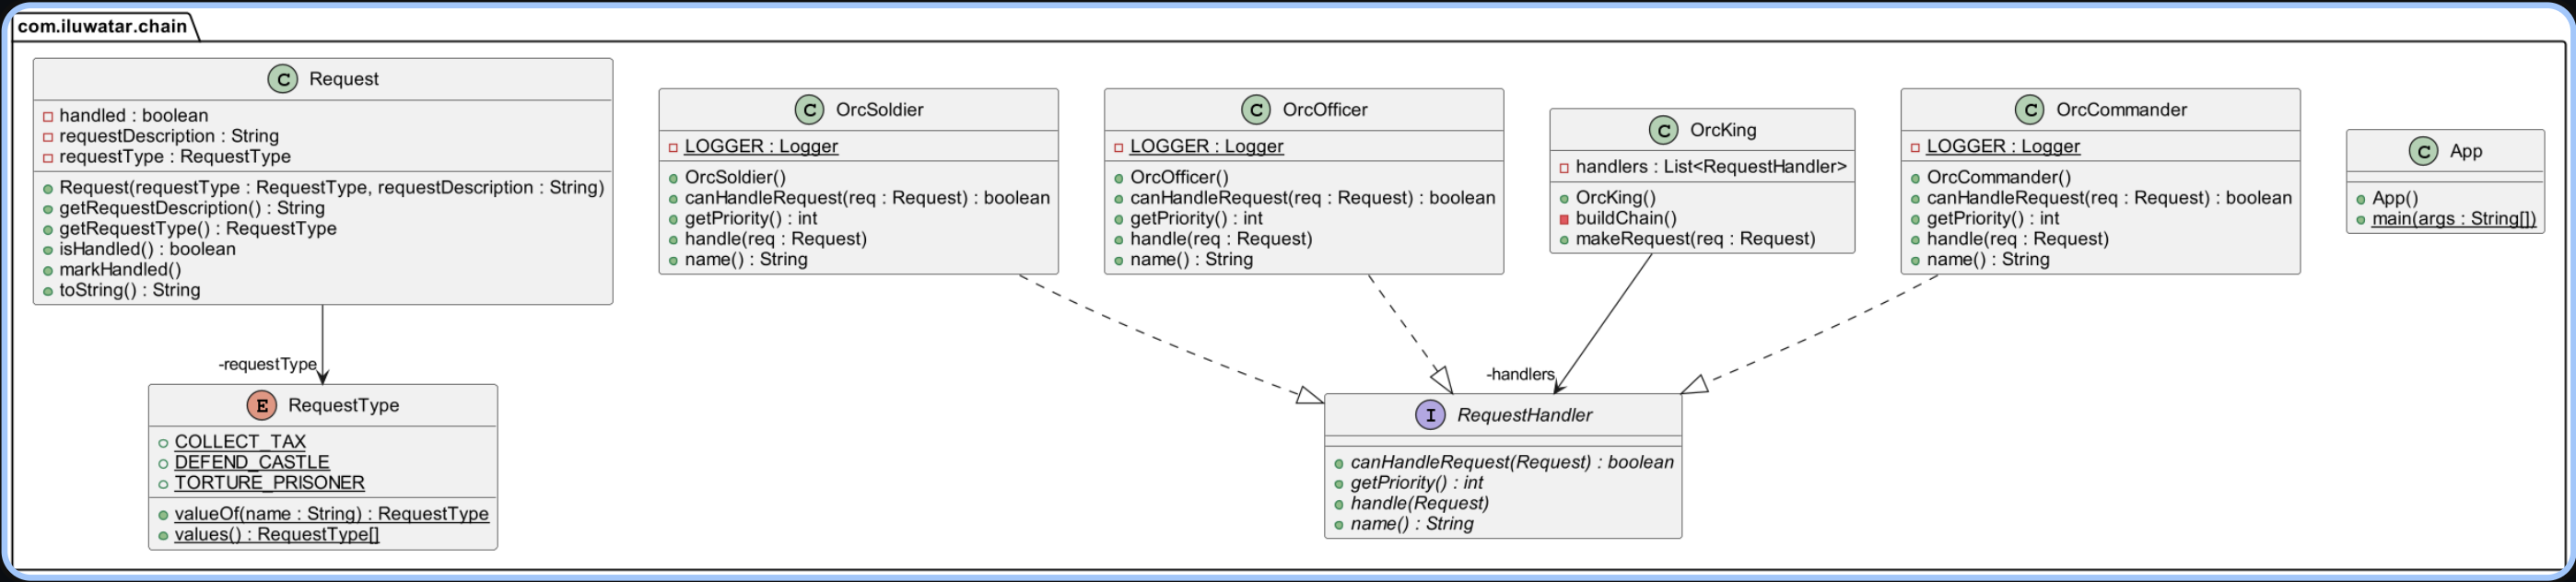 com.iluwatar.chain
C Request
handled : boolean
requestDescription : String
requestType : RequestType
Request(requestType : RequestType, requestDescription : String)
getRequestDescription() : String
getRequestType() : RequestType
isHandled() : boolean
markHandled()
toString() : String
C OrcSoldier
LOGGER : Logger
OrcSoldier()
canHandleRequest(req : Request) : boolean
getPriority() : int
handle(req : Request)
name() : String
C OrcOfficer
LOGGER : Logger
OrcOfficer()
canHandleRequest(req : Request) : boolean
getPriority() : int
handle(req : Request)
name() : String
C OrcKing
handlers : List<RequestHandler>
OrcKing()
buildChain()
makeRequest(req : Request)
C OrcCommander
LOGGER : Logger
OrcCommander()
canHandleRequest(req : Request) : boolean
getPriority() : int
handle(req : Request)
name() : String
C App
App()
main(args : String[])
-requestType
-handlers
E RequestType
COLLECT_TAX
DEFEND_CASTLE
TORTURE_PRISONER
valueOf(name : String) : RequestType
values() : RequestType[]
I RequestHandler
canHandleRequest(Request) : boolean
getPriority() : int
handle(Request)
name() : String